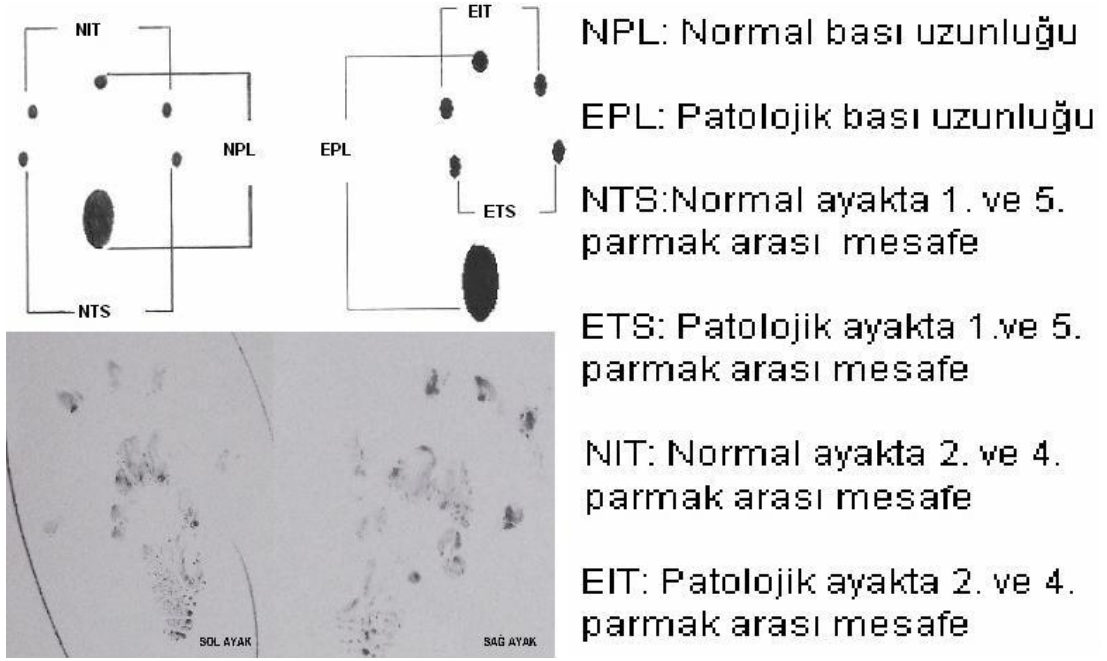 NIT
NPL
NTS
EIT
EPL
ETS
SOL AYAK
SAĞ AYAK
NPL: Normal bası uzunluğu
EPL: Patolojik bası uzunluğu
NTS:Normal ayakta 1. ve 5.
parmak arası mesafe
ETS: Patolojik ayakta 1.ve 5.
parmak arası mesafe
NIT: Normal ayakta 2. ve 4.
parmak arası mesafe
EIT: Patolojik ayakta 2. ve 4.
parmak arası mesafe